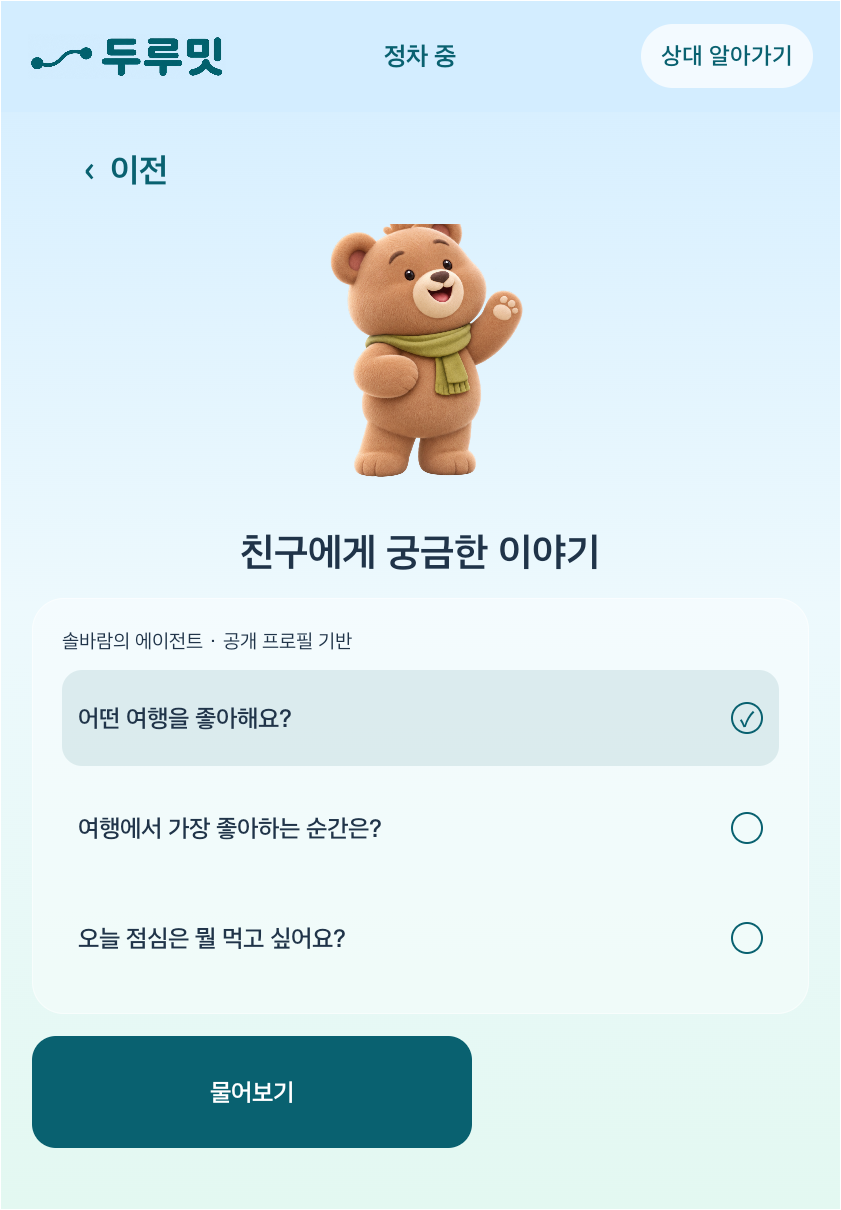 두루밋
정차 중
상대 알아가기
‹ 이전
친구에게 궁금한 이야기
솔바람의 에이전트 · 공개 프로필 기반
어떤 여행을 좋아해요?
여행에서 가장 좋아하는 순간은?
오늘 점심은 뭘 먹고 싶어요?
물어보기